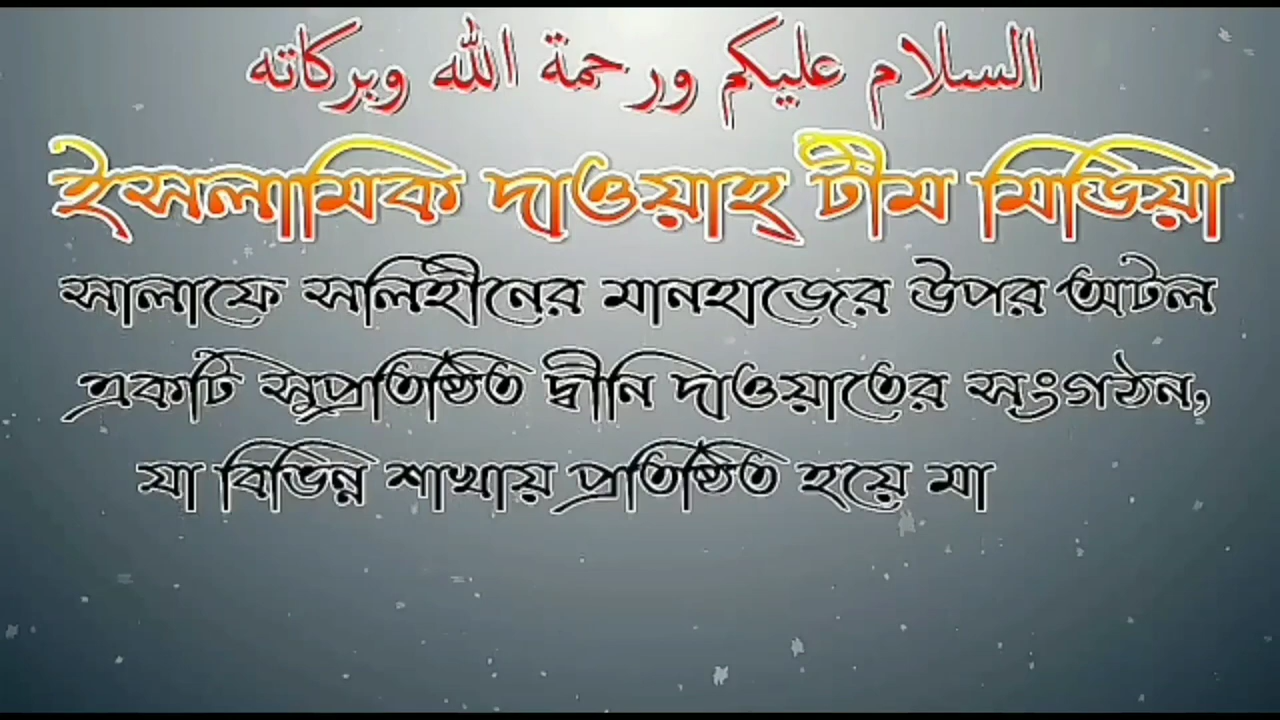 السلام عليكم ورحمة الله وبركاته
ইসলামিক দাওয়াহ্ টীম মিডিয়া
সালাফে সলিহীনের মানহাজের উপর অটল
একটি সুপ্রতিষ্ঠিত দ্বীনি দাওয়াতের সংগঠন,
যা বিভিন্ন শাখায় প্রতিষ্ঠিত হয়ে মা